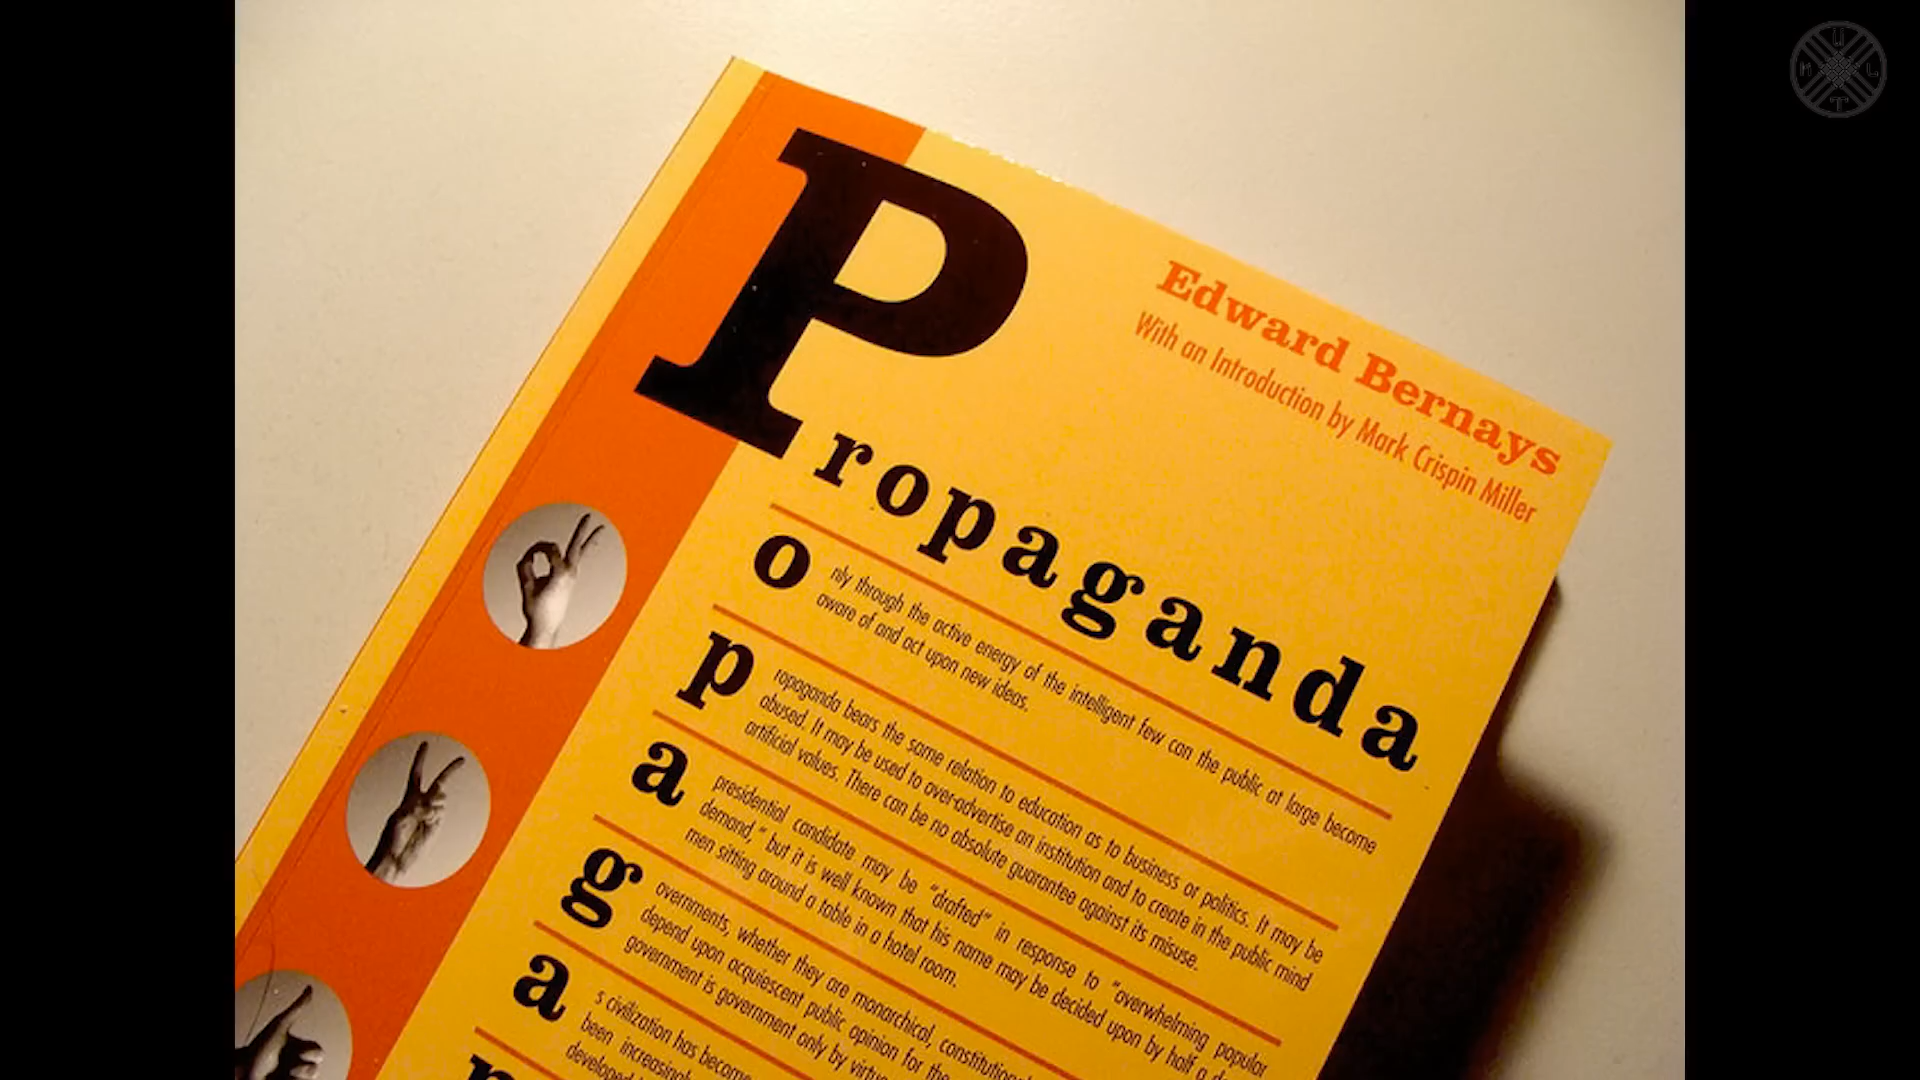 Edward Bernays
With an Introduction by Mark Crispin Miller
Propaganda
only through the active energy of the intelligent few can the public at large become
aware of and act upon new ideas.
propaganda bears the same relation to education as to business or politics. It may be
abused. It may be used to over-advertise an institution and to create in the public mind
artificial values. There can be no absolute guarantee against its misuse.
a presidential candidate may be "drafted" in response to "overwhelming popular
demand," but it is well known that his name may be decided upon by half a
men sitting around a table in a hotel room.
governments, whether they are monarchical, constitutional
depend upon acquiescent public opinion for the
government is government only by virtue
as civilization has become
been increasingly
developed